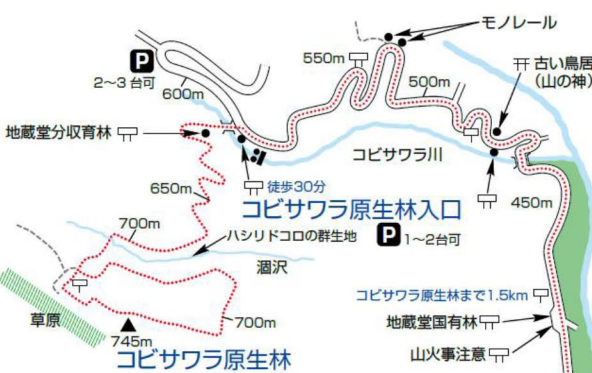 モノレール
P
2〜3 台可
550m
古い鳥居
(山の神)
600m
500m
地蔵堂分収育林
コビサワラ川
徒歩30分
650m
コビサワラ原生林入口
450m
700m
ハシリドコロの群生地
P 1〜2台可
涸沢
コビサワラ原生林まで1.5km
草原
700m
地蔵堂国有林
745m
山火事注意
コビサワラ原生林